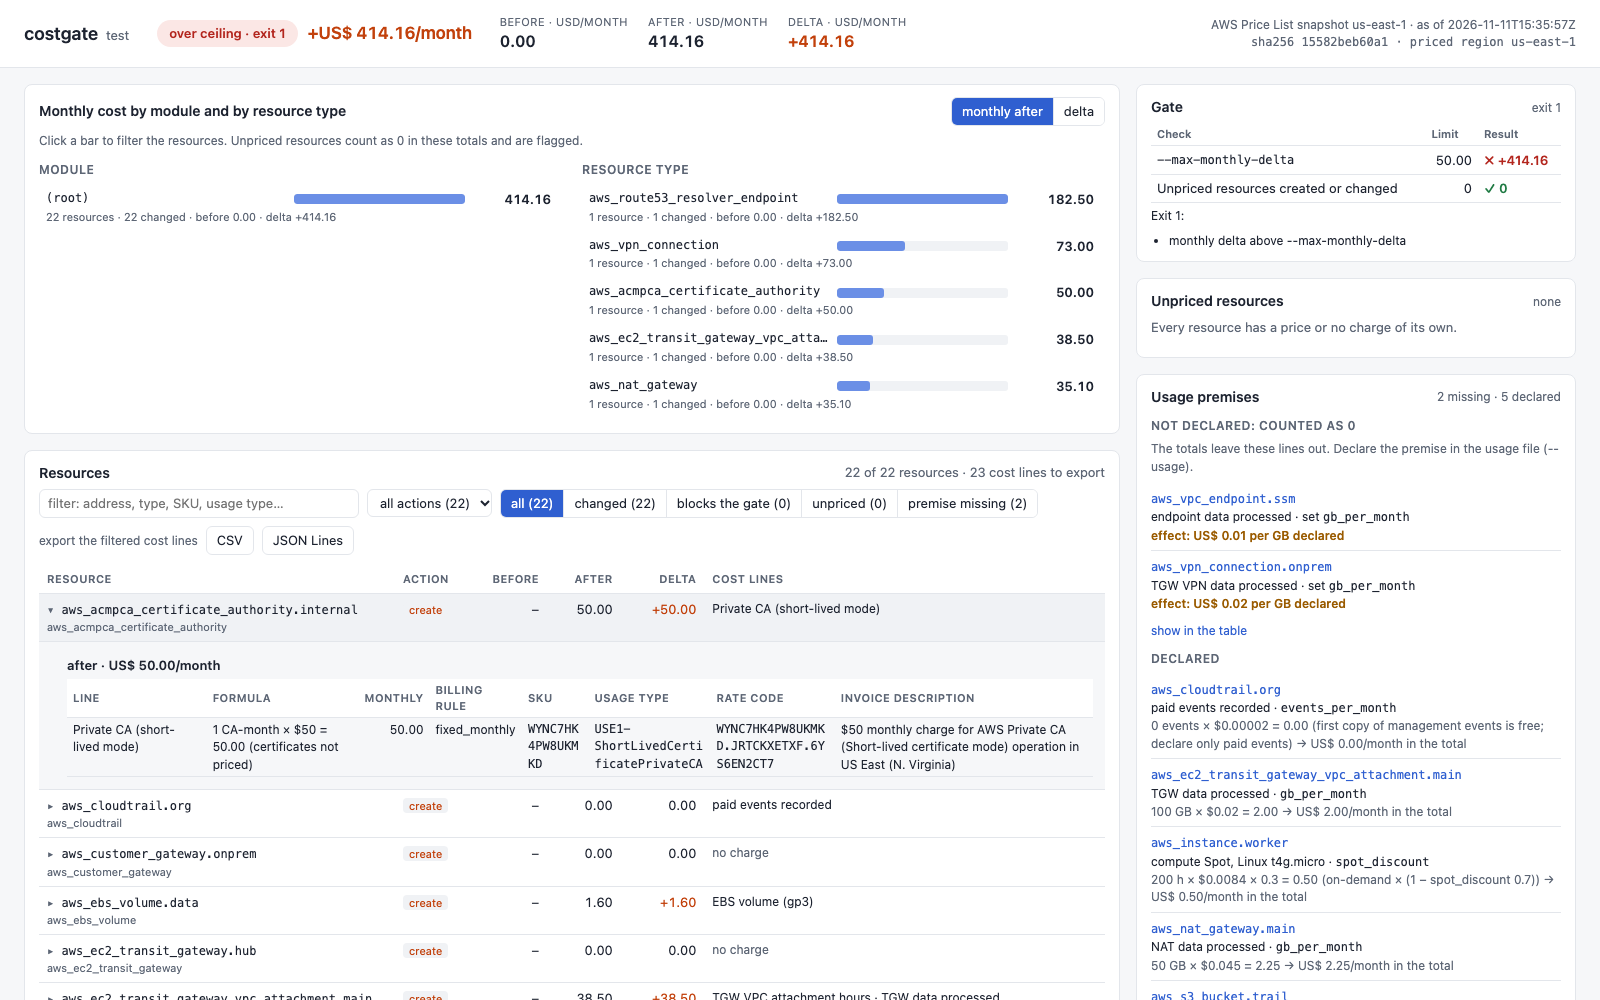 costgate test
over ceiling · exit 1
+US$ 414.16/month
BEFORE · USD/MONTH
0.00
AFTER · USD/MONTH
414.16
DELTA · USD/MONTH
+414.16
AWS Price List snapshot us-east-1 · as of 2026-11-11T15:35:57Z
sha256 15582beb60a1 · priced region us-east-1
Monthly cost by module and by resource type
monthly after delta
Click a bar to filter the resources. Unpriced resources count as 0 in these totals and are flagged.
MODULE
(root) 414.16
22 resources · 22 changed · before 0.00 · delta +414.16
RESOURCE TYPE
aws_route53_resolver_endpoint 182.50
1 resource · 1 changed · before 0.00 · delta +182.50
aws_vpn_connection 73.00
1 resource · 1 changed · before 0.00 · delta +73.00
aws_acmpca_certificate_authority 50.00
1 resource · 1 changed · before 0.00 · delta +50.00
aws_ec2_transit_gateway_vpc_atta… 38.50
1 resource · 1 changed · before 0.00 · delta +38.50
aws_nat_gateway 35.10
1 resource · 1 changed · before 0.00 · delta +35.10
Resources
22 of 22 resources · 23 cost lines to export
filter: address, type, SKU, usage type…
all actions (22)
all (22) changed (22) blocks the gate (0) unpriced (0) premise missing (2)
export the filtered cost lines CSV JSON Lines
RESOURCE ACTION BEFORE AFTER DELTA COST LINES
▾ aws_acmpca_certificate_authority.internal create – 50.00 +50.00 Private CA (short-lived mode)
aws_acmpca_certificate_authority
after · US$ 50.00/month
LINE FORMULA MONTHLY BILLING RULE SKU USAGE TYPE RATE CODE INVOICE DESCRIPTION
Private CA (short-
lived mode)
1 CA-month × $50 =
50.00 (certificates not
priced)
50.00
fixed_monthly
WYNC7HK
4PW8UKM
KD
USE1-
ShortLivedCerti
ficatePrivateCA
WYNC7HK4PW8UKMK
D.JRTCKXETXF.6Y
S6EN2CT7
$50 monthly charge for AWS Private CA
(Short-lived certificate mode) operation in
US East (N. Virginia)
▸ aws_cloudtrail.org create – 0.00 0.00 paid events recorded
aws_cloudtrail
▸ aws_customer_gateway.onprem create – 0.00 0.00 no charge
aws_customer_gateway
▸ aws_ebs_volume.data create – 1.60 +1.60 EBS volume (gp3)
aws_ebs_volume
▸ aws_ec2_transit_gateway.hub create – 0.00 0.00 no charge
aws_ec2_transit_gateway
▸ aws_ec2_transit_gateway_vpc_attachment.main create – 38.50 +38.50 TGW VPC attachment hours · TGW data processed
Gate exit 1
Check Limit Result
--max-monthly-delta 50.00 ✕ +414.16
Unpriced resources created or changed 0 ✓ 0
Exit 1:
• monthly delta above --max-monthly-delta
Unpriced resources none
Every resource has a price or no charge of its own.
Usage premises 2 missing · 5 declared
NOT DECLARED: COUNTED AS 0
The totals leave these lines out. Declare the premise in the usage file (--
usage).
aws_vpc_endpoint.ssm
endpoint data processed · set gb_per_month
effect: US$ 0.01 per GB declared
aws_vpn_connection.onprem
TGW VPN data processed · set gb_per_month
effect: US$ 0.02 per GB declared
show in the table
DECLARED
aws_cloudtrail.org
paid events recorded · events_per_month
0 events × $0.00002 = 0.00 (first copy of management events is free;
declare only paid events) → US$ 0.00/month in the total
aws_ec2_transit_gateway_vpc_attachment.main
TGW data processed · gb_per_month
100 GB × $0.02 = 2.00 → US$ 2.00/month in the total
aws_instance.worker
compute Spot, Linux t4g.micro · spot_discount
200 h × $0.0084 × 0.3 = 0.50 (on-demand × (1 − spot_discount 0.7)) →
US$ 0.50/month in the total
aws_nat_gateway.main
NAT data processed · gb_per_month
50 GB × $0.045 = 2.25 → US$ 2.25/month in the total
aws_s3_bucket.trail